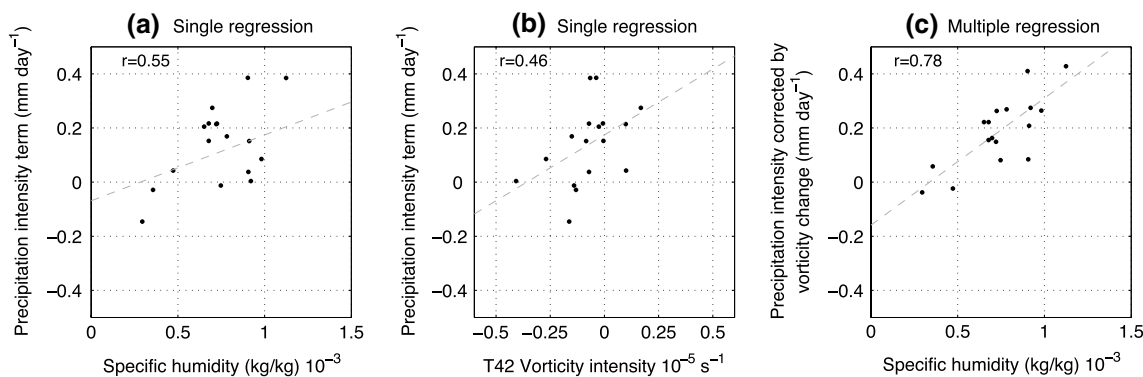 (a) Single regression
r=0.55
Precipitation intensity term (mm day−1)
0.4
0.2
0
−0.2
−0.4
0 0.5 1 1.5
Specific humidity (kg/kg) 10−3
(b) Single regression
r=0.46
Precipitation intensity term (mm day−1)
0.4
0.2
0
−0.2
−0.4
−0.5 −0.25 0 0.25 0.5
T42 Vorticity intensity 10−5 s−1
(c) Multiple regression
r=0.78
Precipitation intensity corrected by
vorticity change (mm day−1)
0.4
0.2
0
−0.2
−0.4
0 0.5 1 1.5
Specific humidity (kg/kg) 10−3